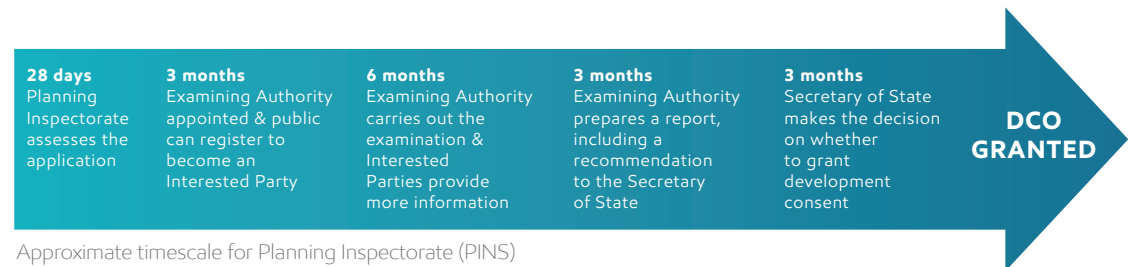 28 days
Planning
Inspectorate
assesses the
application
3 months
Examining Authority
appointed & public
can register to
become an
Interested Party
6 months
Examining Authority
carries out the
examination &
Interested
Parties provide
more information
3 months
Examining Authority
prepares a report,
including a
recommendation
to the Secretary
of State
3 months
Secretary of State
makes the decision
on whether
to grant
development
consent
DCO
GRANTED
Approximate timescale for Planning Inspectorate (PINS)